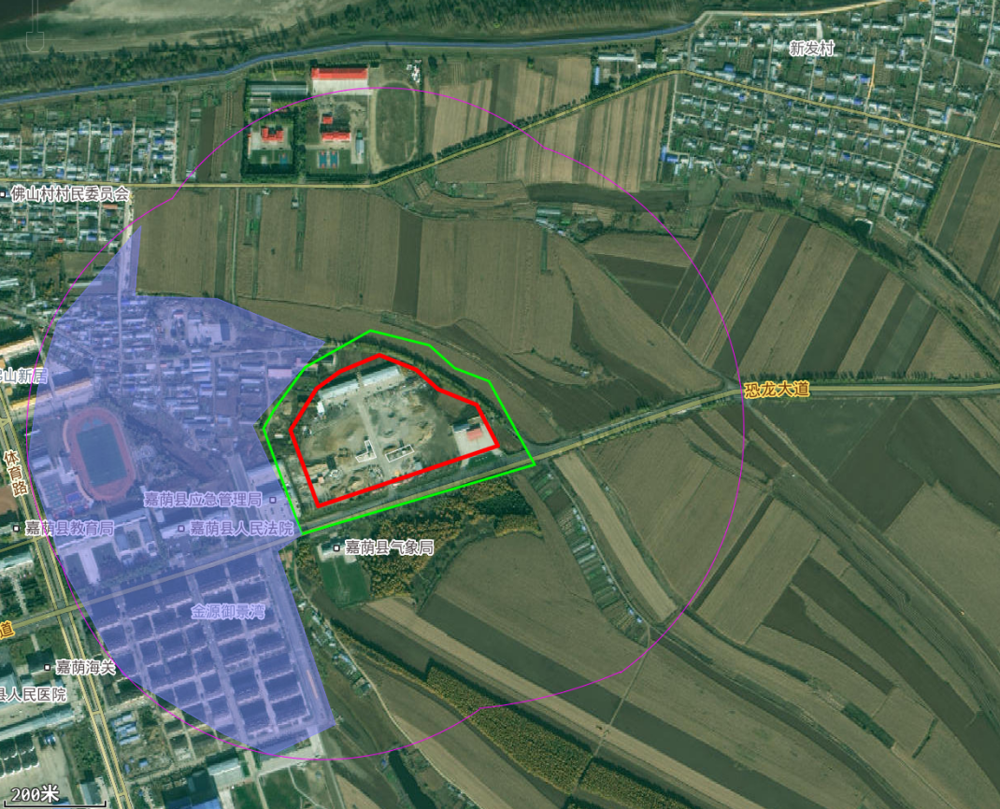 新发村
佛山村村民委员会
山新居
恐龙大道
体育路
嘉荫县应急管理局
嘉荫县教育局
嘉荫县人民法院
嘉荫县气象局
金源御景湾
道
嘉荫海关
县人民医院
200米